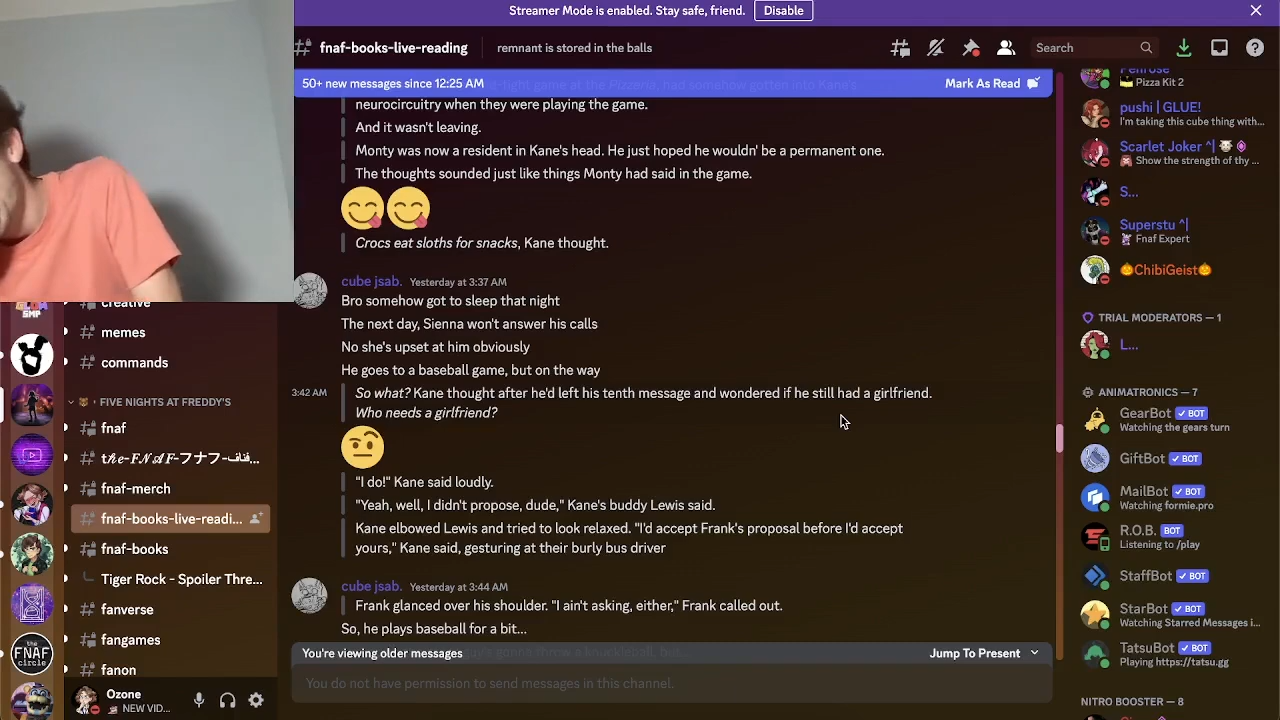 Streamer Mode is enabled. Stay safe, friend. Disable
fnaf-books-live-reading remnant is stored in the balls Search
50+ new messages since 12:25 AM Mark As Read
neurocircuitry when they were playing the game.
And it wasn't leaving.
Monty was now a resident in Kane's head. He just hoped he wouldn' be a permanent one.
The thoughts sounded just like things Monty had said in the game.
Crocs eat sloths for snacks, Kane thought.
cube jsab. Yesterday at 3:37 AM
Bro somehow got to sleep that night
The next day, Sienna won't answer his calls
No she's upset at him obviously
He goes to a baseball game, but on the way
3:42 AM So what? Kane thought after he'd left his tenth message and wondered if he still had a girlfriend.
Who needs a girlfriend?
"I do!" Kane said loudly.
"Yeah, well, I didn't propose, dude," Kane's buddy Lewis said.
Kane elbowed Lewis and tried to look relaxed. "I'd accept Frank's proposal before I'd accept
yours," Kane said, gesturing at their burly bus driver
cube jsab. Yesterday at 3:44 AM
Frank glanced over his shoulder. "I ain't asking, either," Frank called out.
So, he plays baseball for a bit...
You're viewing older messages Jump To Present
You do not have permission to send messages in this channel.
creative
memes
commands
FIVE NIGHTS AT FREDDY'S
fnaf
fnaf-merch
fnaf-books-live-readi...
fnaf-books
Tiger Rock - Spoiler Thre...
fanverse
fangames
fanon
THE FNAF CIRCLE
Ozone
NEW VID...
Penrose
Pizza Kit 2
pushi | GLUE!
I'm taking this cube thing with...
Scarlet Joker ^|
Show the strength of thy ...
S...
Superstu ^|
Fnaf Expert
🎃ChibiGeist🎃
TRIAL MODERATORS — 1
L...
ANIMATRONICS — 7
GearBot ✓ BOT
Watching the gears turn
GiftBot ✓ BOT
MailBot ✓ BOT
Watching formie.pro
R.O.B. BOT
Listening to /play
StaffBot ✓ BOT
StarBot ✓ BOT
Watching Starred Messages i...
TatsuBot ✓ BOT
Playing https://tatsu.gg
NITRO BOOSTER — 8